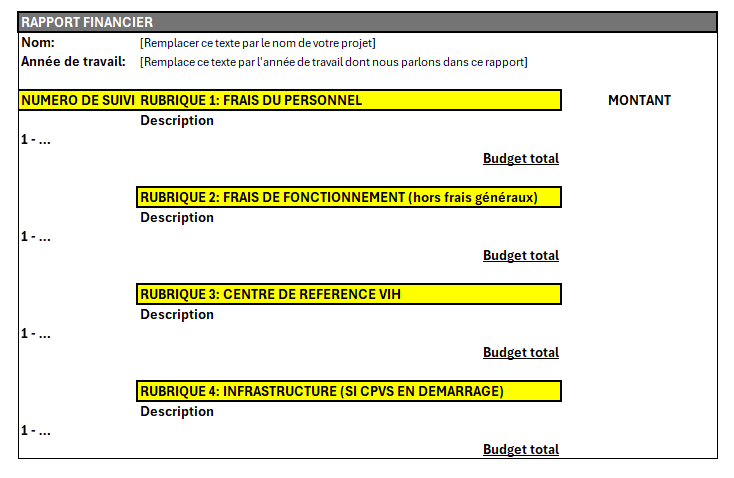 RAPPORT FINANCIER
Nom: [Remplacer ce texte par le nom de votre projet]
Année de travail: [Remplace ce texte par l'année de travail dont nous parlons dans ce rapport]
NUMERO DE SUIVI RUBRIQUE 1: FRAIS DU PERSONNEL MONTANT
Description
1 - ...
Budget total
RUBRIQUE 2: FRAIS DE FONCTIONNEMENT (hors frais généraux)
Description
1 - ...
Budget total
RUBRIQUE 3: CENTRE DE REFERENCE VIH
Description
1 - ...
Budget total
RUBRIQUE 4: INFRASTRUCTURE (SI CPVS EN DEMARRAGE)
Description
1 - ...
Budget total